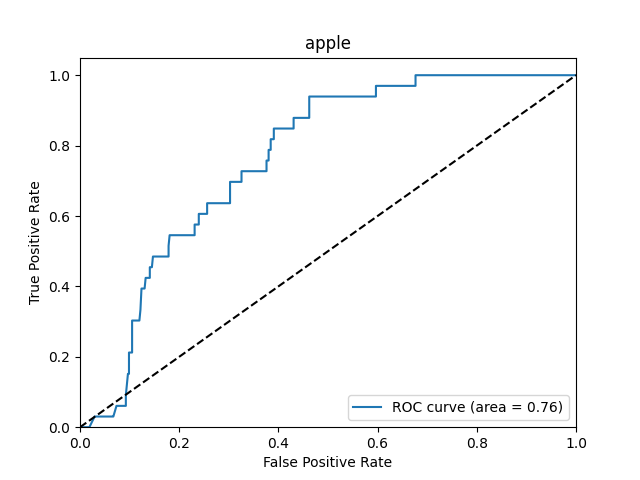 apple
1.0
0.8
0.6
0.4
0.2
0.0
True Positive Rate
0.0 0.2 0.4 0.6 0.8 1.0
False Positive Rate
ROC curve (area = 0.76)